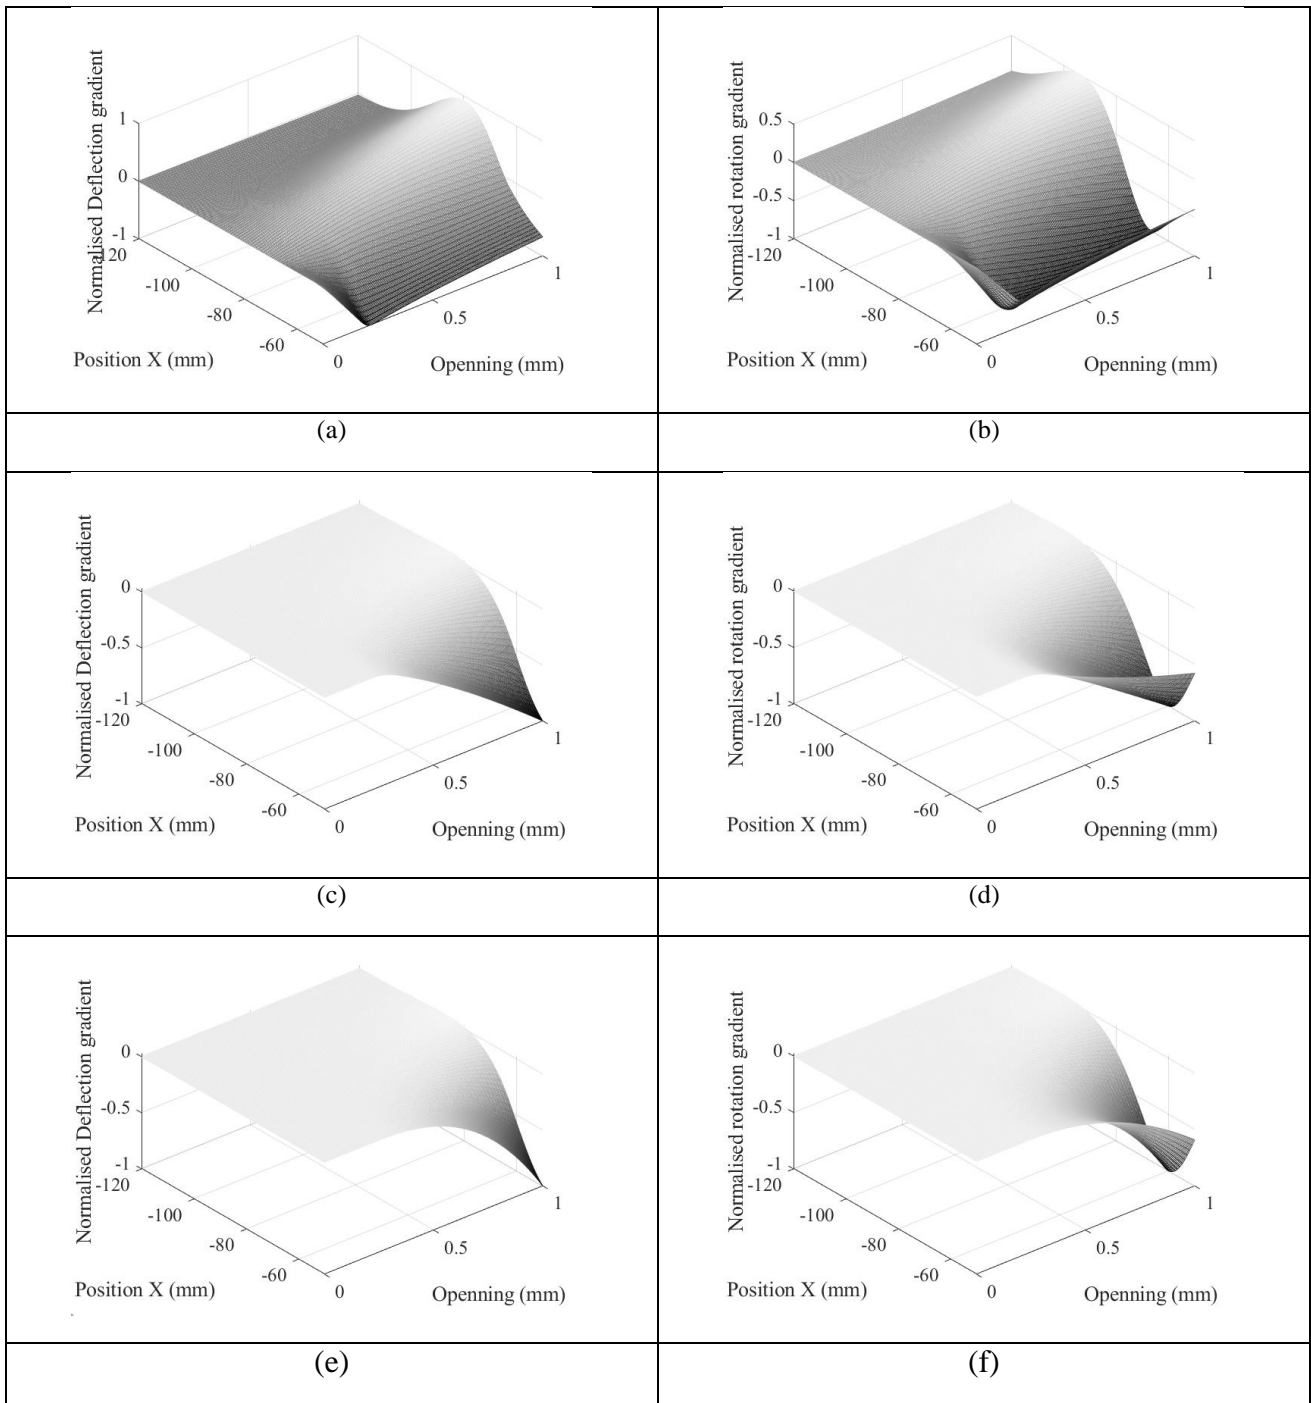 Normalised Deflection gradient
1
0
-1
120
-100
-80
-60
Position X (mm)
0
0.5
1
Openning (mm)
(a)
Normalised rotation gradient
0.5
0
-0.5
-1
-120
-100
-80
-60
Position X (mm)
0
0.5
1
Openning (mm)
(b)
Normalised Deflection gradient
0
-0.5
-1
-120
-100
-80
-60
Position X (mm)
0
0.5
1
Openning (mm)
(c)
Normalised rotation gradient
0
-0.5
-1
-120
-100
-80
-60
Position X (mm)
0
0.5
1
Openning (mm)
(d)
Normalised Deflection gradient
0
-0.5
-1
-120
-100
-80
-60
Position X (mm)
0
0.5
1
Openning (mm)
(e)
Normalised rotation gradient
0
-0.5
-1
-120
-100
-80
-60
Position X (mm)
0
0.5
1
Openning (mm)
(f)